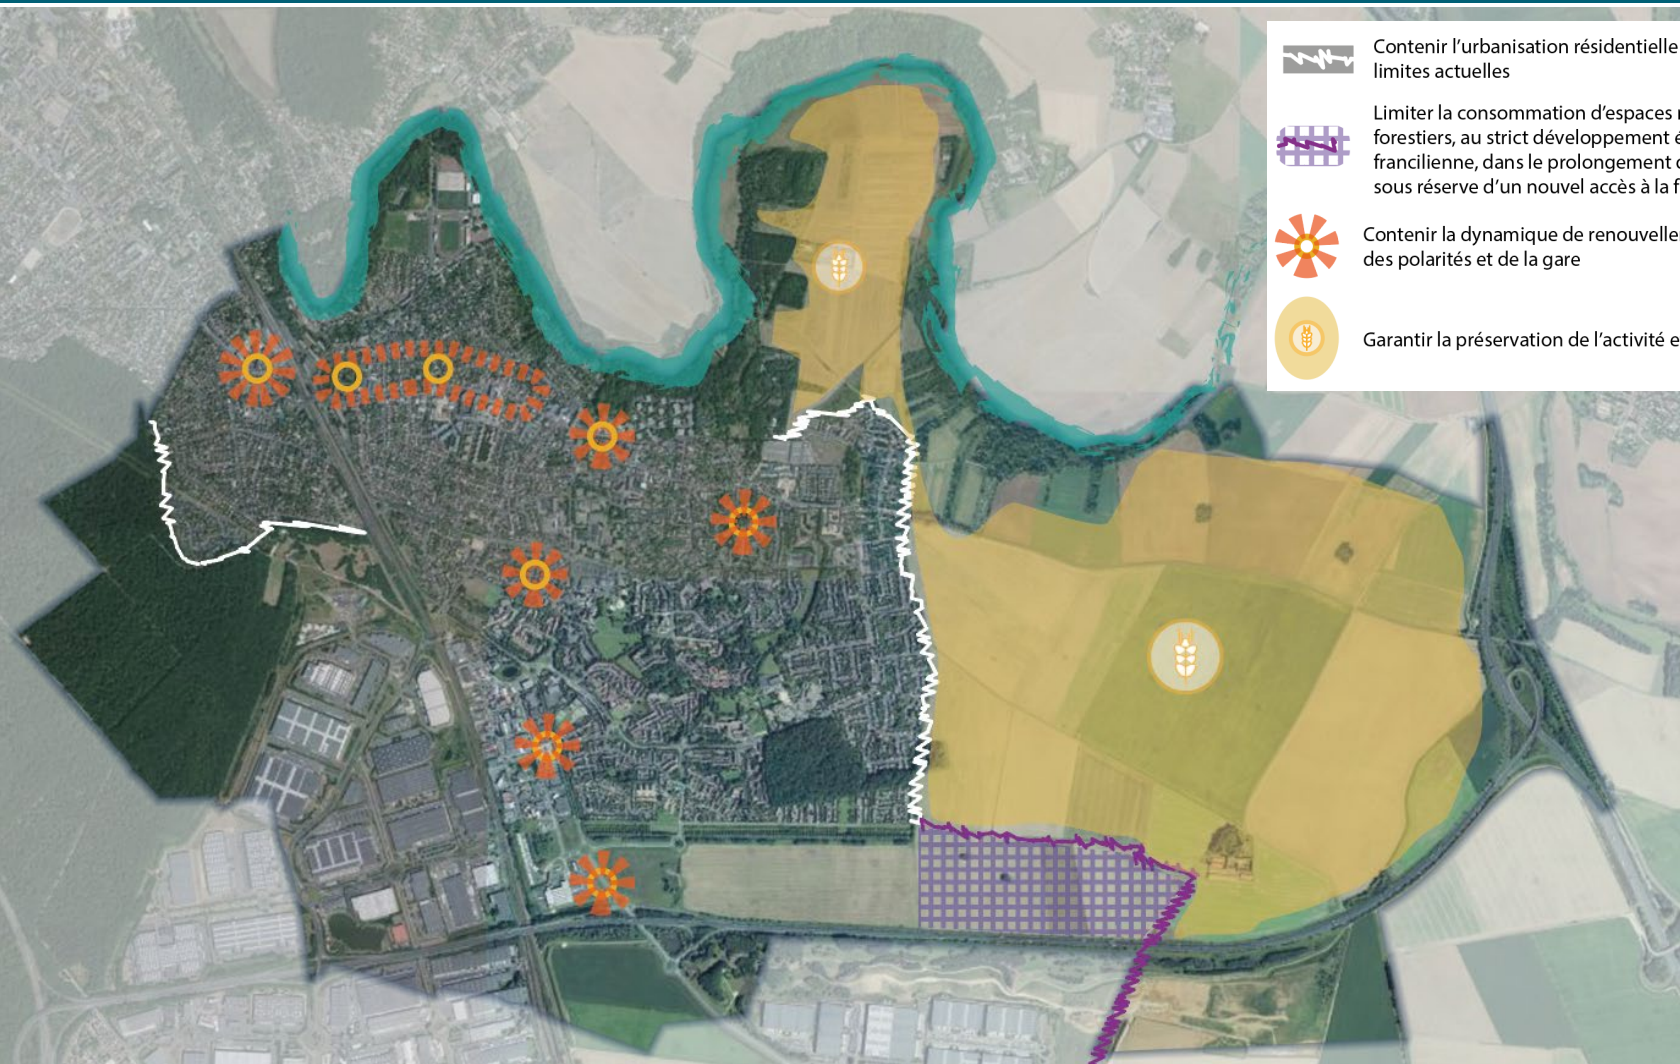 Contenir l’urbanisation résidentielle
limites actuelles
Limiter la consommation d’espaces
forestiers, au strict développement
francilienne, dans le prolongement
sous réserve d’un nouvel accès à la
Contenir la dynamique de
des polarités et de la gare
Garantir la préservation de l’activité